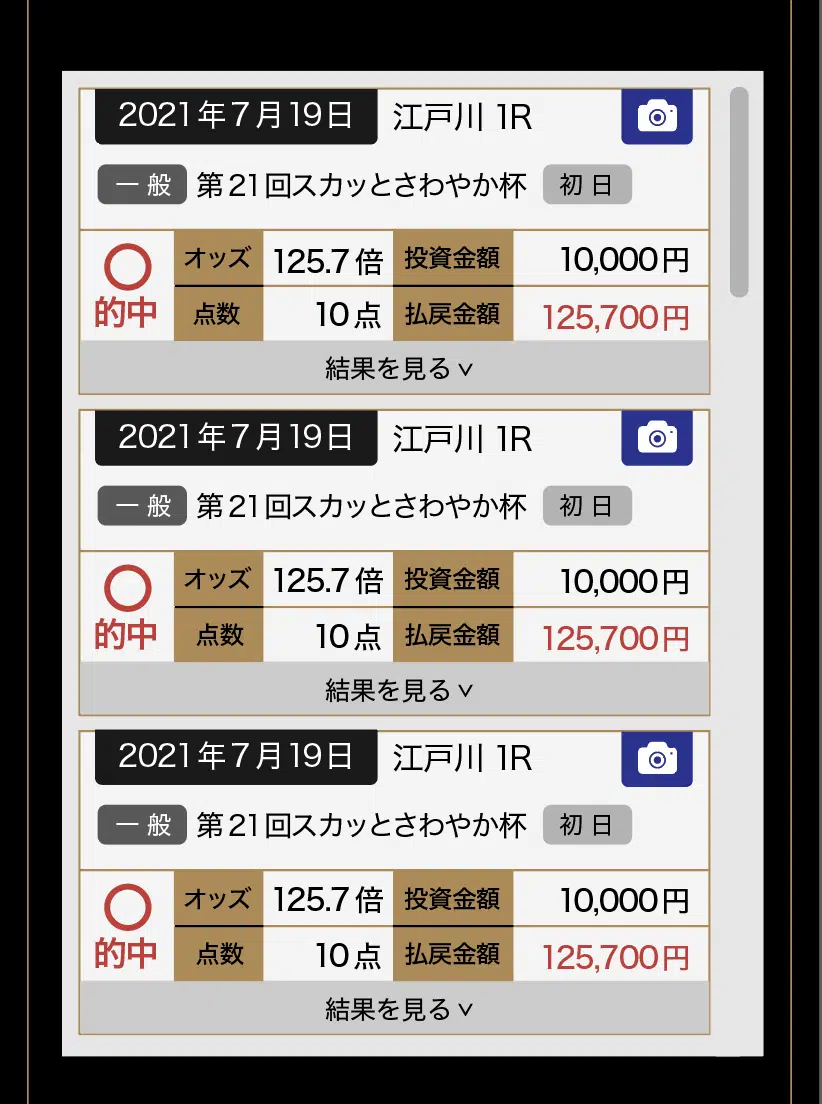 2021年7月19日 江戸川 1R
一般 第21回スカッとさわやか杯 初日
オッズ 125.7倍 投資金額 10,000円
的中
点数 10点 払戻金額 125,700円
結果を見る
2021年7月19日 江戸川 1R
一般 第21回スカッとさわやか杯 初日
オッズ 125.7倍 投資金額 10,000円
的中
点数 10点 払戻金額 125,700円
結果を見る
2021年7月19日 江戸川 1R
一般 第21回スカッとさわやか杯 初日
オッズ 125.7倍 投資金額 10,000円
的中
点数 10点 払戻金額 125,700円
結果を見る